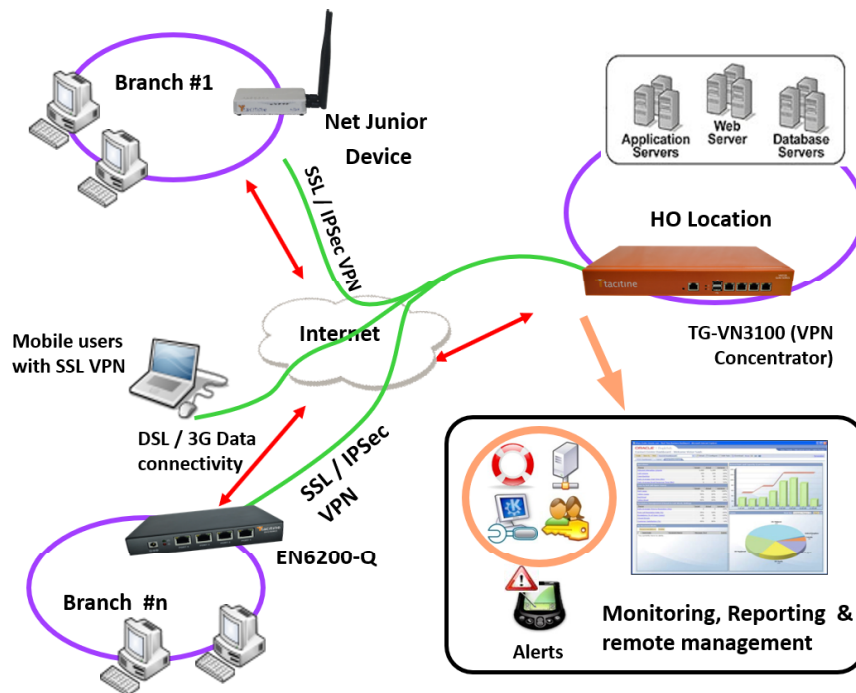 Branch #1
Net Junior
Device
tacitine
Application
Servers
Web
Server
Database
Servers
HO Location
tacitine
TG-VN3100 (VPN
Concentrator)
SSL / IPSec VPN
Internet
Mobile users
with SSL VPN
DSL / 3G Data
connectivity
SSL / IPSec
VPN
EN6200-Q
Branch #n
Alerts
Monitoring, Reporting &
remote management